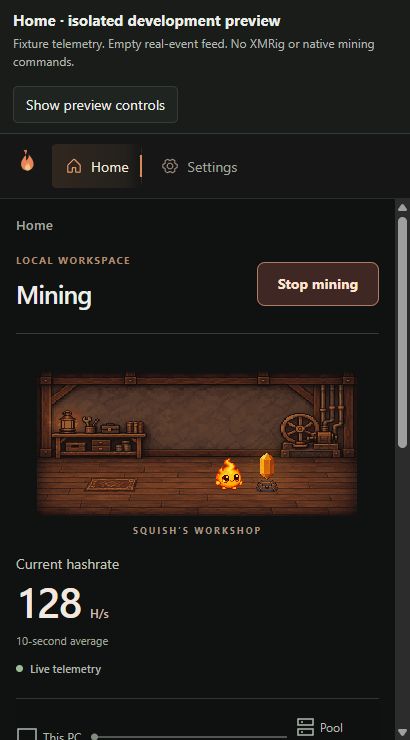 Home · isolated development preview
Fixture telemetry. Empty real-event feed. No XMRig or native mining
commands.
Show preview controls
Home
Settings
Home
LOCAL WORKSPACE
Mining
Stop mining
SQUISH'S WORKSHOP
Current hashrate
128 H/s
10-second average
Live telemetry
This PC
Pool